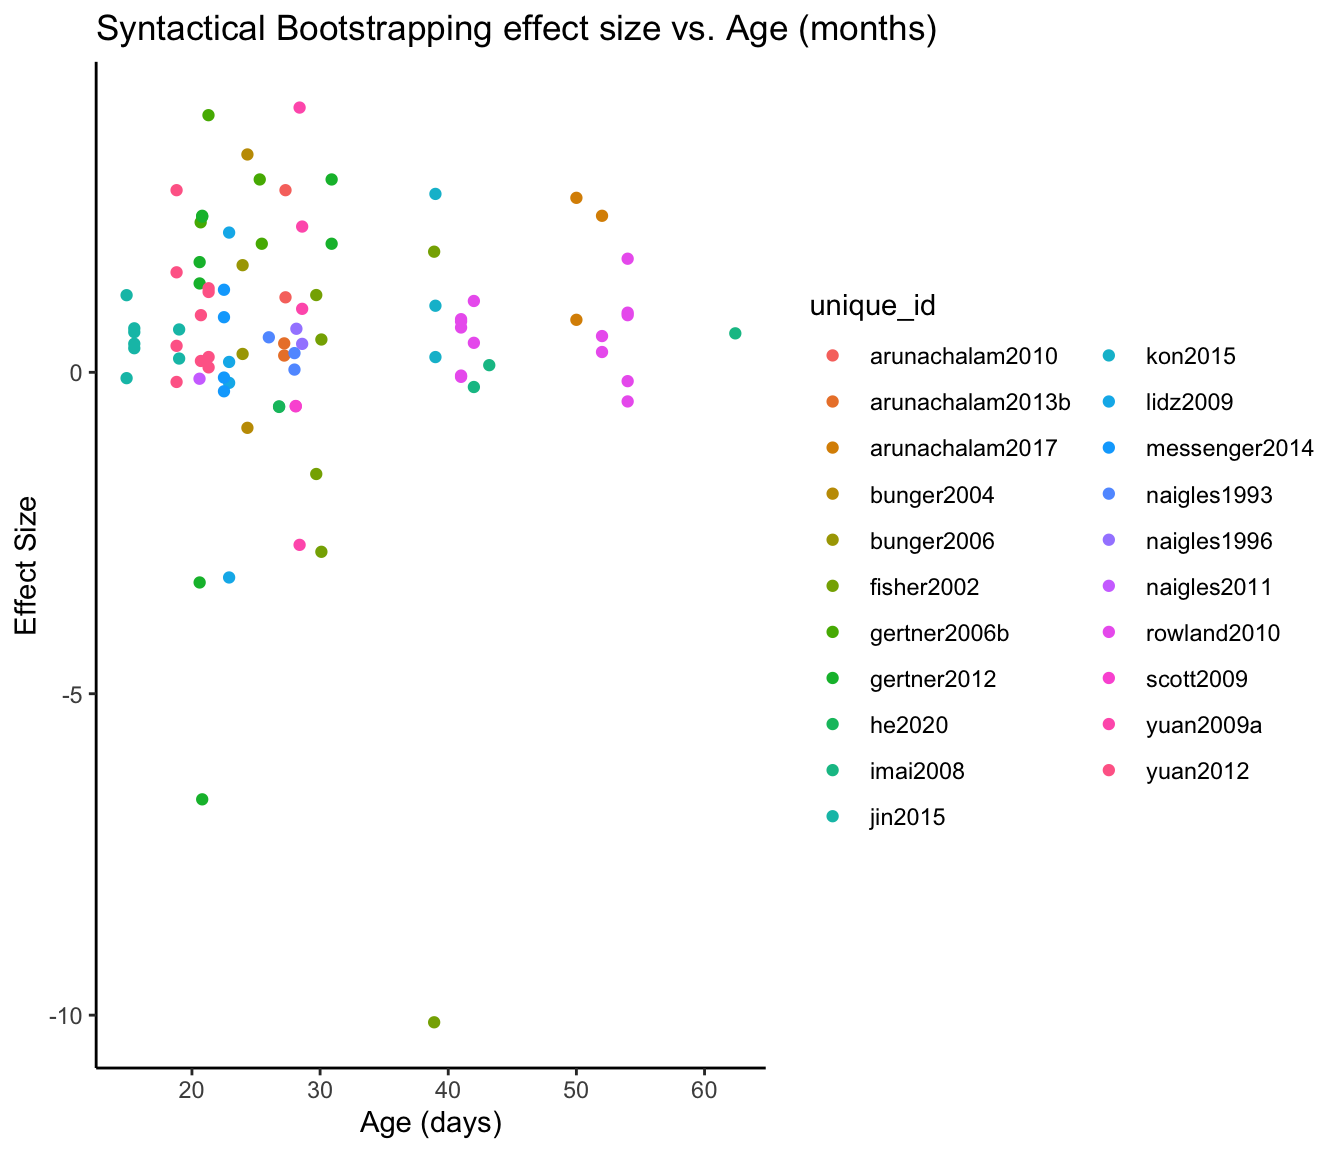 Syntactical Bootstrapping effect size vs. Age (months)
Effect Size
0
-5
-10
20 30 40 50 60
Age (days)
unique_id
arunachalam2010
arunachalam2013b
arunachalam2017
bunger2004
bunger2006
fisher2002
gertner2006b
gertner2012
he2020
imai2008
jin2015
kon2015
lidz2009
messenger2014
naigles1993
naigles1996
naigles2011
rowland2010
scott2009
yuan2009a
yuan2012